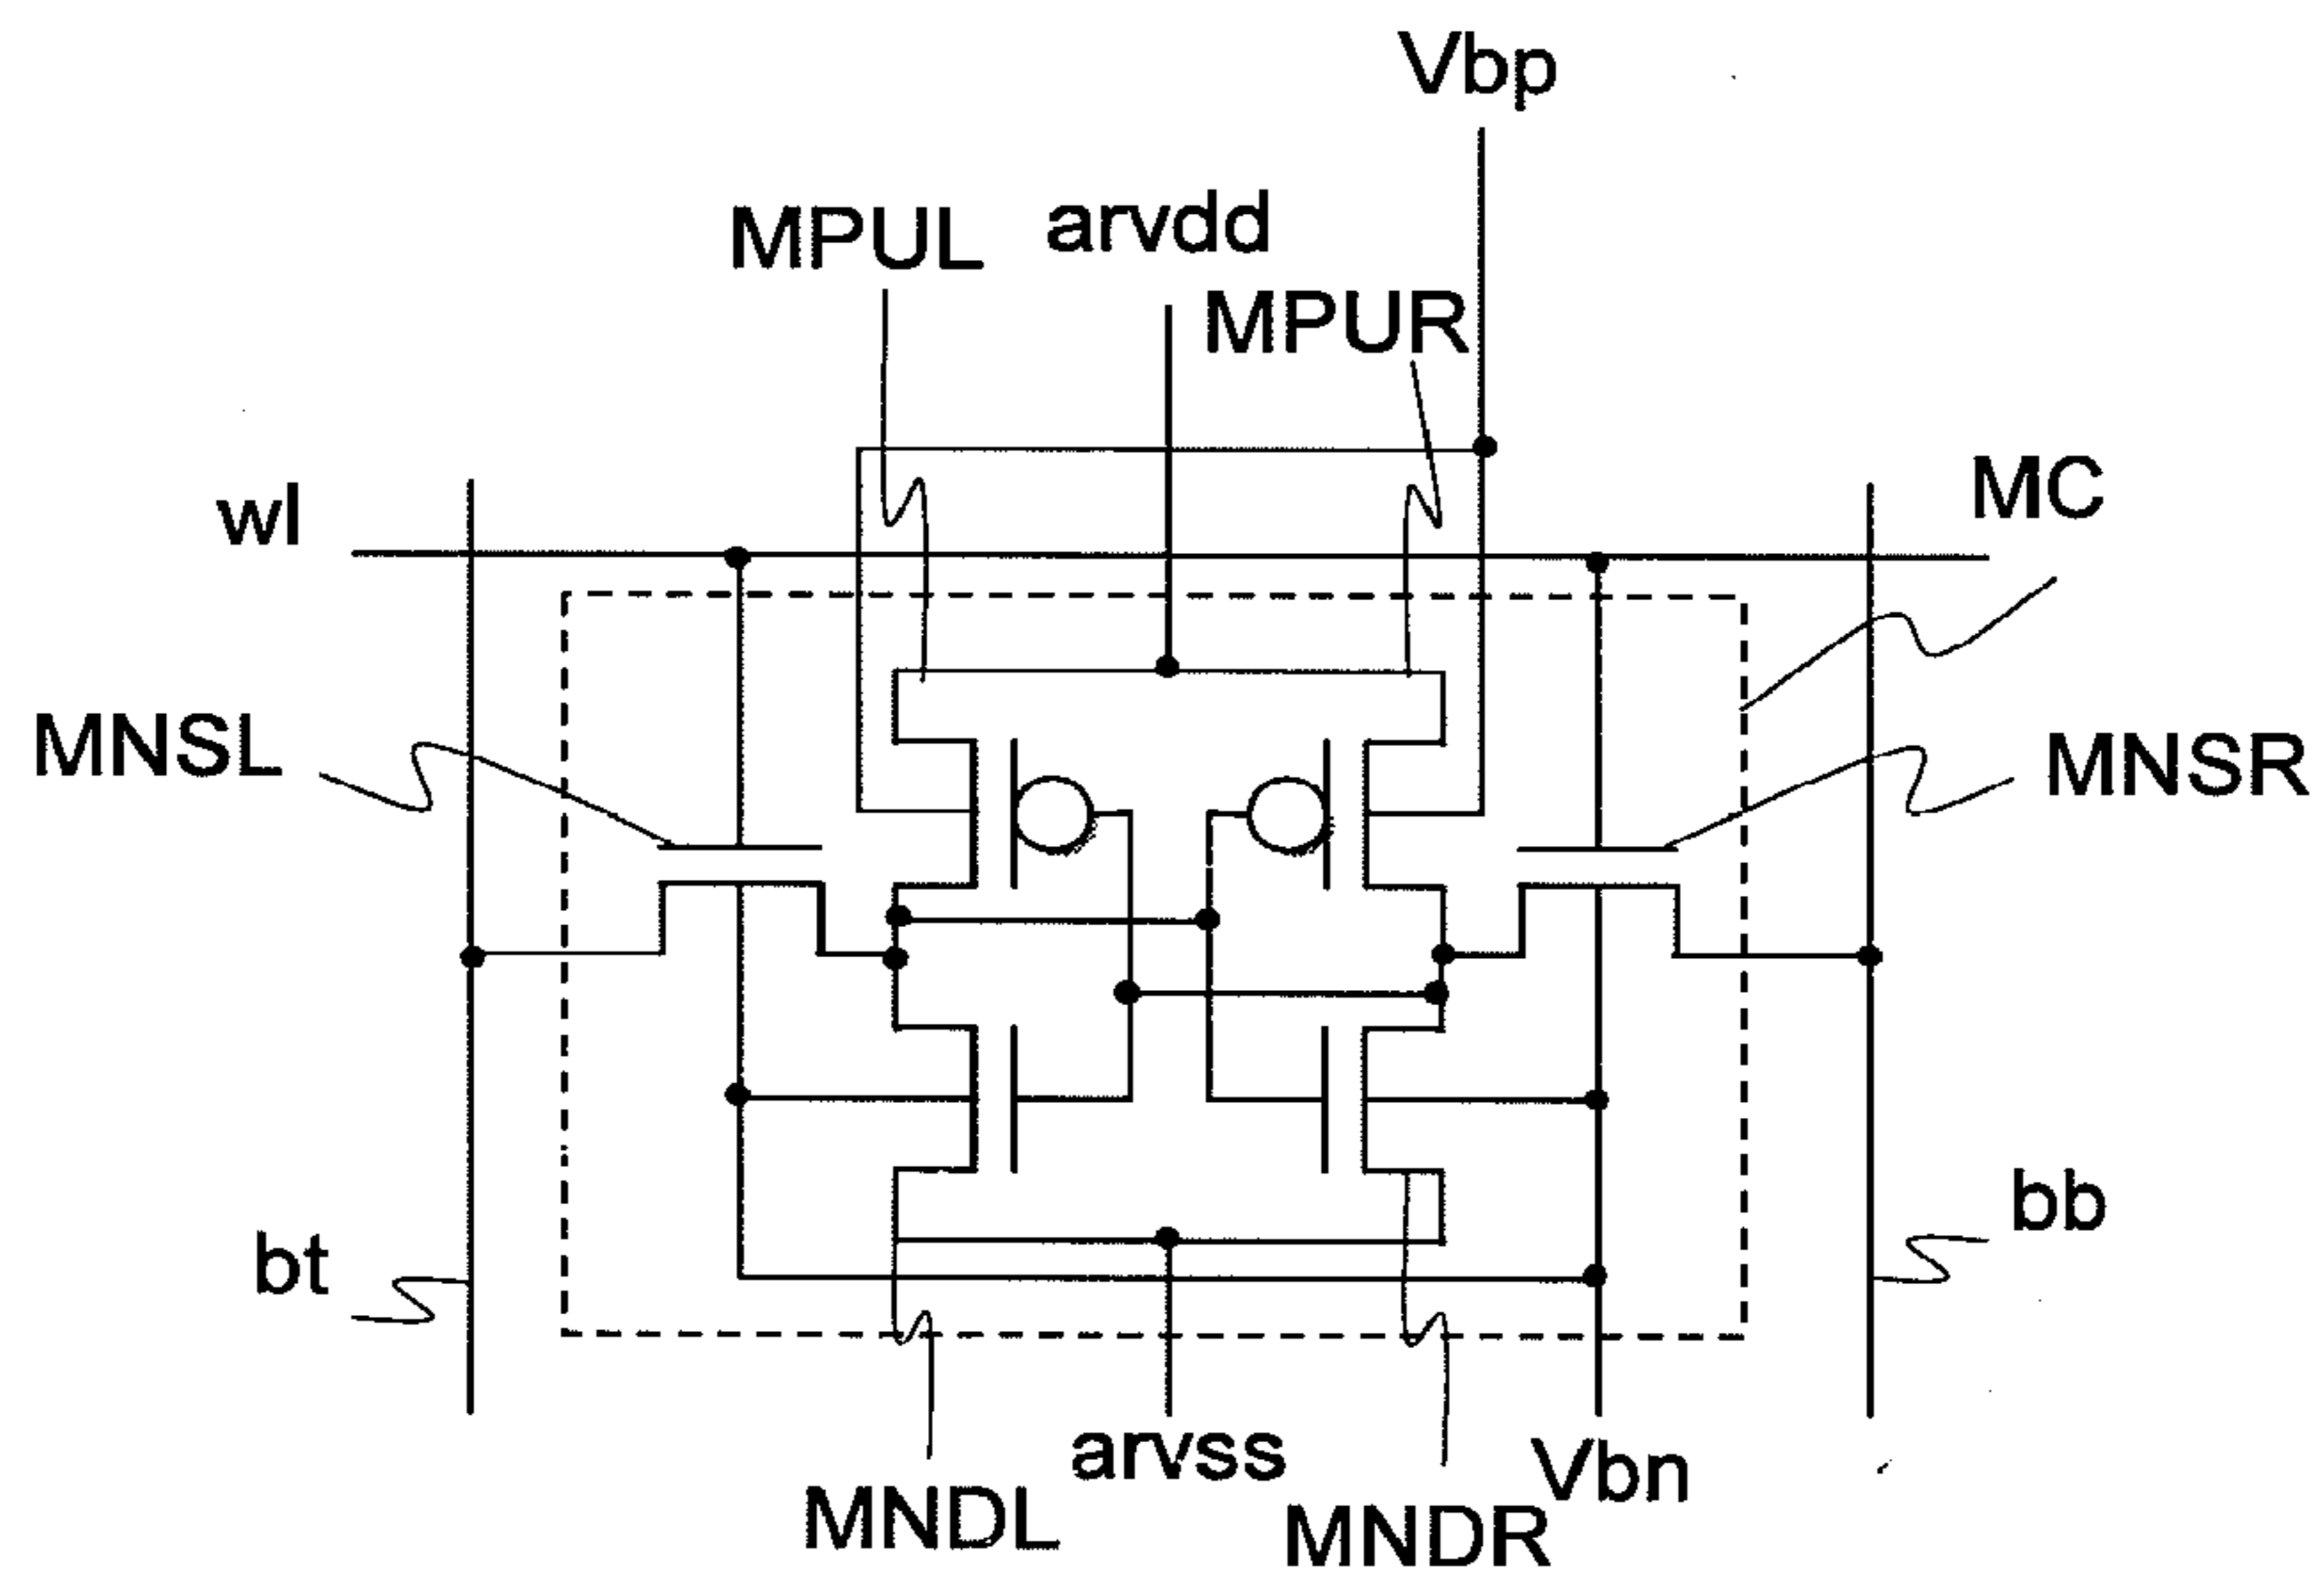 Vbp
MPUL
arvdd
MPUR
wl
MC
MNSL
MNSR
bt
bb
arvss
Vbn
MNDL
MNDR